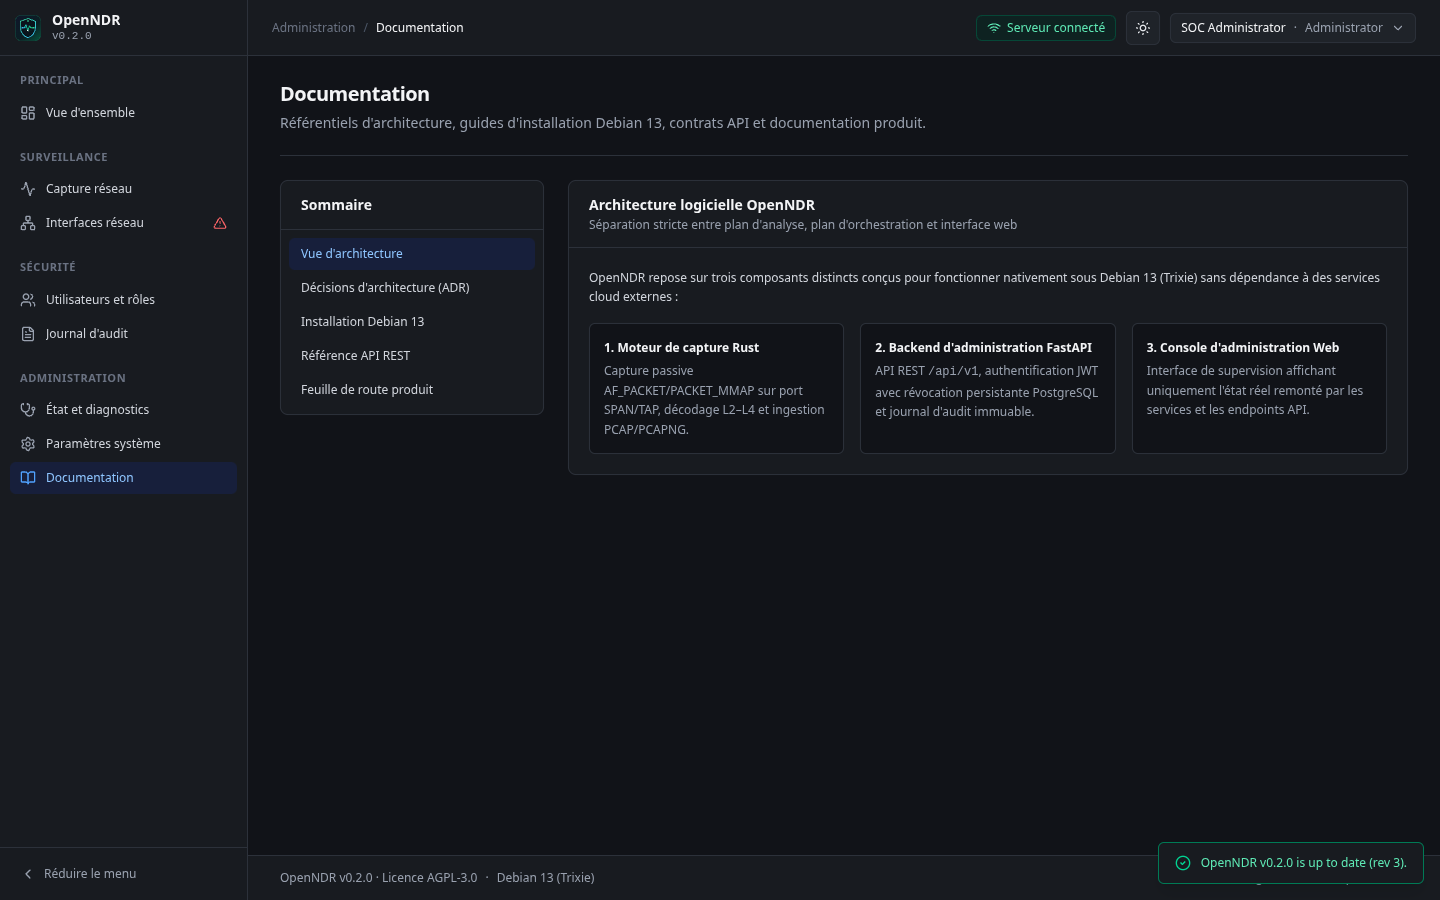 OpenNDR
v0.2.0
PRINCIPAL
Vue d'ensemble
SURVEILLANCE
Capture réseau
Interfaces réseau
SÉCURITÉ
Utilisateurs et rôles
Journal d'audit
ADMINISTRATION
État et diagnostics
Paramètres système
Documentation
Réduire le menu
Administration / Documentation
Serveur connecté
SOC Administrator · Administrator
Documentation
Référentiels d'architecture, guides d'installation Debian 13, contrats API et documentation produit.
Sommaire
Vue d'architecture
Décisions d'architecture (ADR)
Installation Debian 13
Référence API REST
Feuille de route produit
Architecture logicielle OpenNDR
Séparation stricte entre plan d'analyse, plan d'orchestration et interface web
OpenNDR repose sur trois composants distincts conçus pour fonctionner nativement sous Debian 13 (Trixie) sans dépendance à des services
cloud externes :
1. Moteur de capture Rust
Capture passive
AF_PACKET/PACKET_MMAP sur port
SPAN/TAP, décodage L2–L4 et ingestion
PCAP/PCAPNG.
2. Backend d'administration FastAPI
API REST /api/v1, authentification JWT
avec révocation persistante PostgreSQL
et journal d'audit immuable.
3. Console d'administration Web
Interface de supervision affichant
uniquement l'état réel remonté par les
services et les endpoints API.
OpenNDR v0.2.0 · Licence AGPL-3.0 · Debian 13 (Trixie)
OpenNDR v0.2.0 is up to date (rev 3).